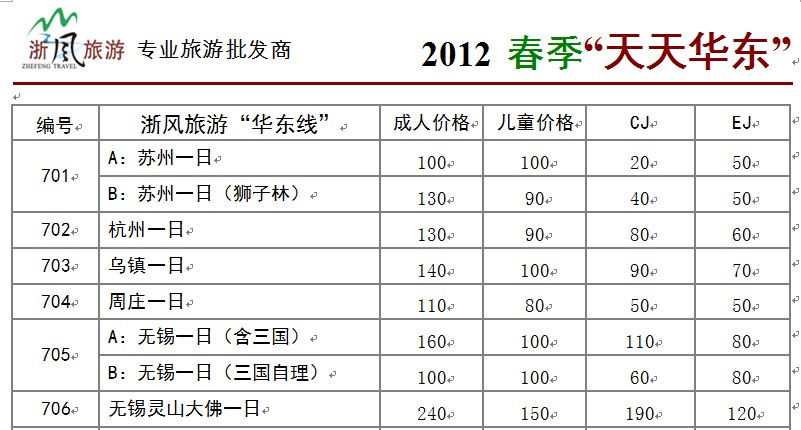 浙风旅游 专业旅游批发商 2012 春季“天天华东”
ZHEFENG TRAVEL
编号 浙风旅游“华东线” 成人价格 儿童价格 CJ EJ
701 A：苏州一日 100 100 20 50
B：苏州一日（狮子林） 130 90 40 50
702 杭州一日 130 90 80 60
703 乌镇一日 140 100 90 70
704 周庄一日 110 80 50 50
705 A：无锡一日（含三国） 160 100 110 80
B：无锡一日（三国自理） 100 100 60 80
706 无锡灵山大佛一日 240 150 190 120